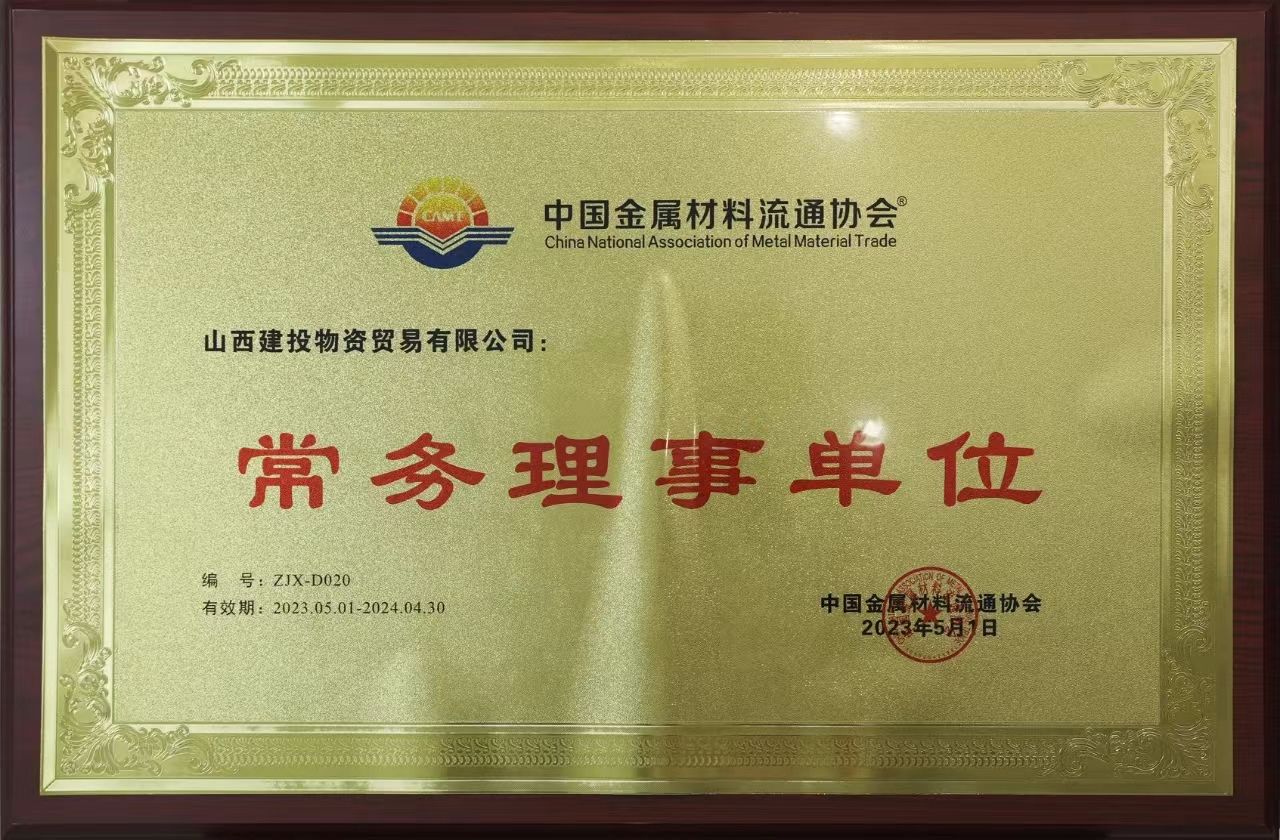 CAMT
中国金属材料流通协会®
China National Association of Metal Material Trade
山西建投物资贸易有限公司：
常务理事单位
编 号：ZJX-D020
有效期：2023.05.01-2024.04.30
中国金属材料流通协会
2023年5月1日